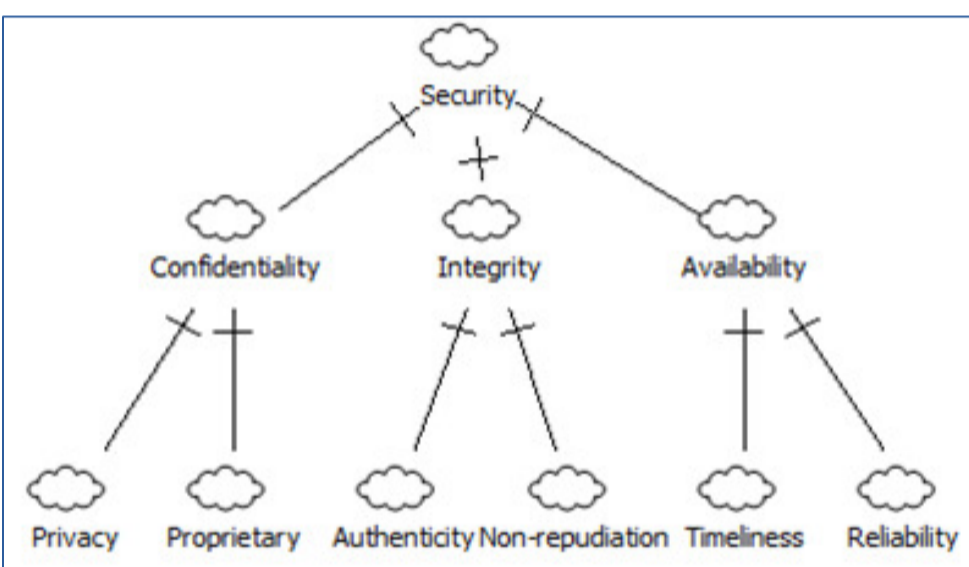 Security
Confidentiality
Integrity
Availability
Privacy
Proprietary
Authenticity
Non-repudiation
Timeliness
Reliability